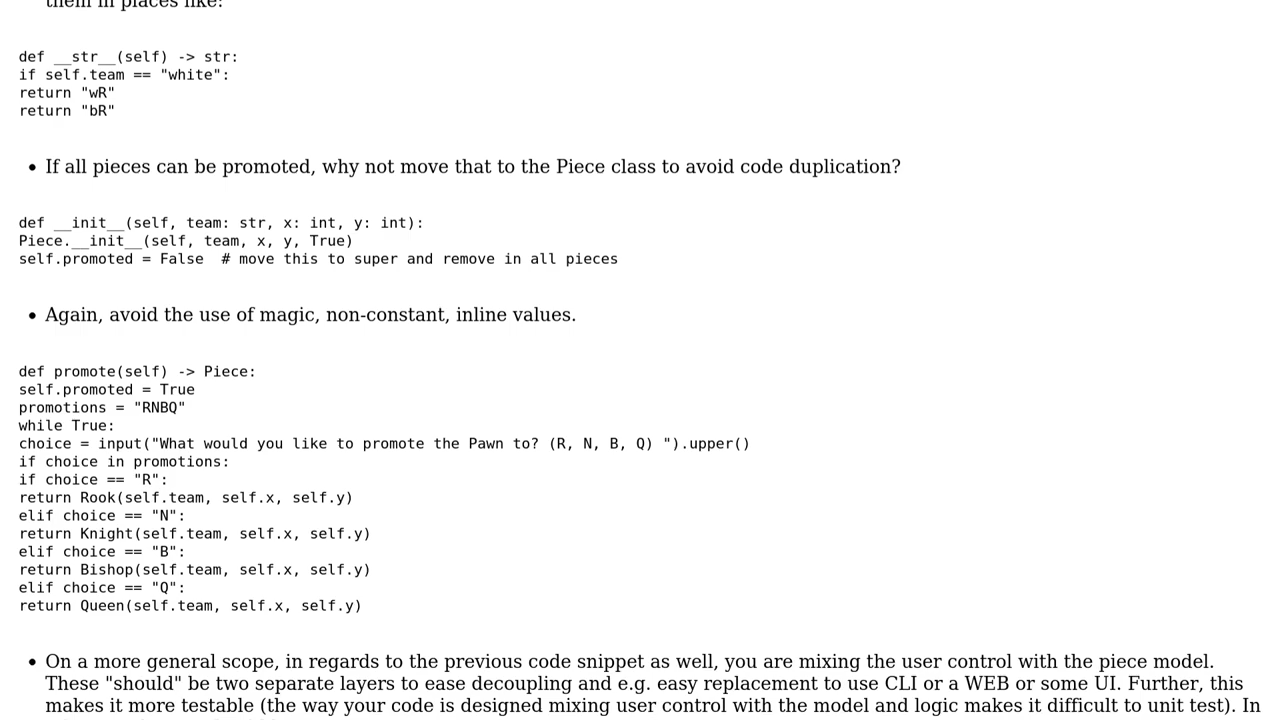 them in places like:
def __str__(self) -> str:
if self.team == "white":
return "wR"
return "bR"
• If all pieces can be promoted, why not move that to the Piece class to avoid code duplication?
def __init__(self, team: str, x: int, y: int):
Piece.__init__(self, team, x, y, True)
self.promoted = False  # move this to super and remove in all pieces
• Again, avoid the use of magic, non-constant, inline values.
def promote(self) -> Piece:
self.promoted = True
promotions = "RNBQ"
while True:
choice = input("What would you like to promote the Pawn to? (R, N, B, Q) ").upper()
if choice in promotions:
if choice == "R":
return Rook(self.team, self.x, self.y)
elif choice == "N":
return Knight(self.team, self.x, self.y)
elif choice == "B":
return Bishop(self.team, self.x, self.y)
elif choice == "Q":
return Queen(self.team, self.x, self.y)
• On a more general scope, in regards to the previous code snippet as well, you are mixing the user control with the piece model.
These "should" be two separate layers to ease decoupling and e.g. easy replacement to use CLI or a WEB or some UI. Further, this
makes it more testable (the way your code is designed mixing user control with the model and logic makes it difficult to unit test). In